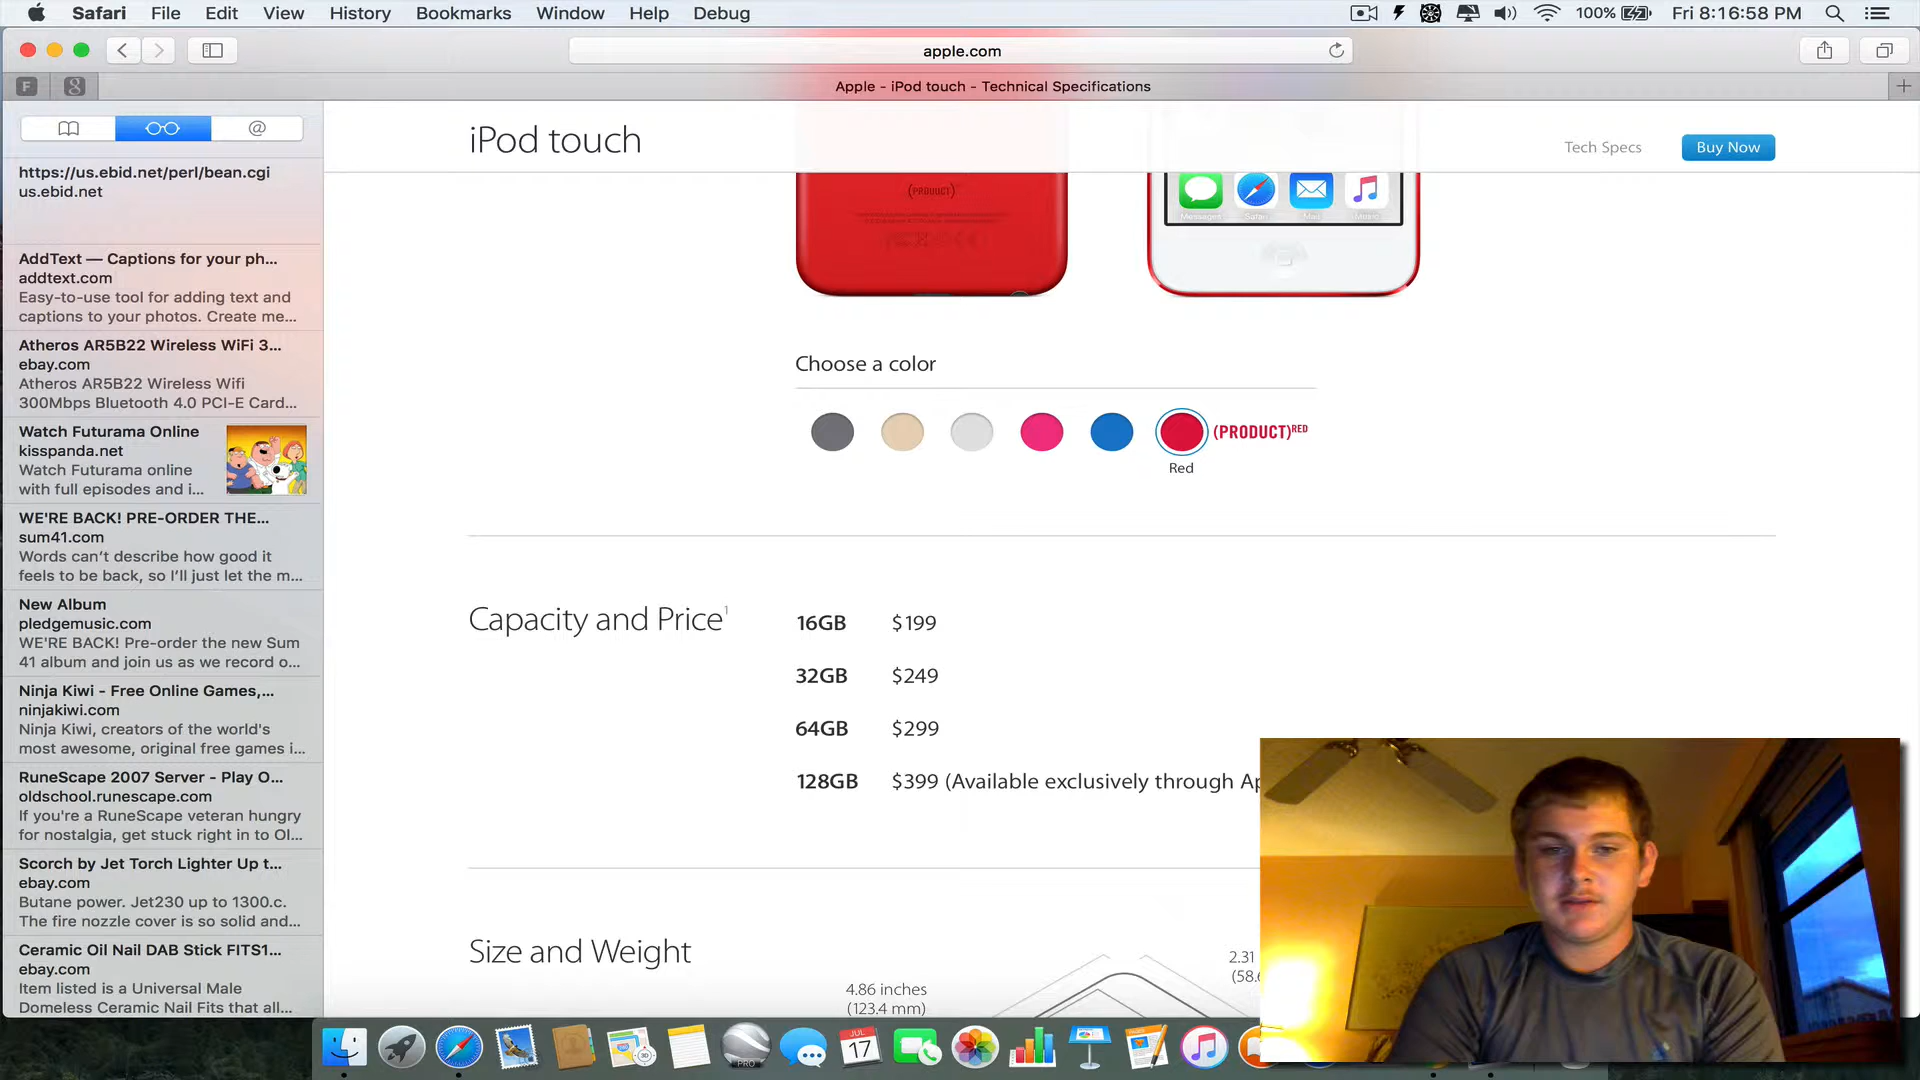 Safari File Edit View History Bookmarks Window Help Debug
100% Fri 8:16:58 PM
apple.com
F g
Apple - iPod touch - Technical Specifications
@
iPod touch
Tech Specs
Buy Now
https://us.ebid.net/perl/bean.cgi
us.ebid.net
AddText — Captions for your ph...
addtext.com
Easy-to-use tool for adding text and
captions to your photos. Create me...
Atheros AR5B22 Wireless WiFi 3...
ebay.com
Atheros AR5B22 Wireless Wifi
300Mbps Bluetooth 4.0 PCI-E Card...
Watch Futurama Online
kisspanda.net
Watch Futurama online
with full episodes and i...
WE'RE BACK! PRE-ORDER THE...
sum41.com
Words can't describe how good it
feels to be back, so I'll just let the m...
New Album
pledgemusic.com
WE'RE BACK! Pre-order the new Sum
41 album and join us as we record o...
Ninja Kiwi - Free Online Games,...
ninjakiwi.com
Ninja Kiwi, creators of the world's
most awesome, original free games i...
RuneScape 2007 Server - Play O...
oldschool.runescape.com
If you're a RuneScape veteran hungry
for nostalgia, get stuck right in to Ol...
Scorch by Jet Torch Lighter Up t...
ebay.com
Butane power. Jet230 up to 1300.c.
The fire nozzle cover is so solid and...
Ceramic Oil Nail DAB Stick FITS1...
ebay.com
Item listed is a Universal Male
Domeless Ceramic Nail Fits that all...
(PRODUCT)
Messages Safari Mail Music
Choose a color
(PRODUCT)RED
Red
Capacity and Price1
16GB $199
32GB $249
64GB $299
128GB $399 (Available exclusively through Ap
Size and Weight
4.86 inches
(123.4 mm)
2.31
(58.6
PRO
JUL
17